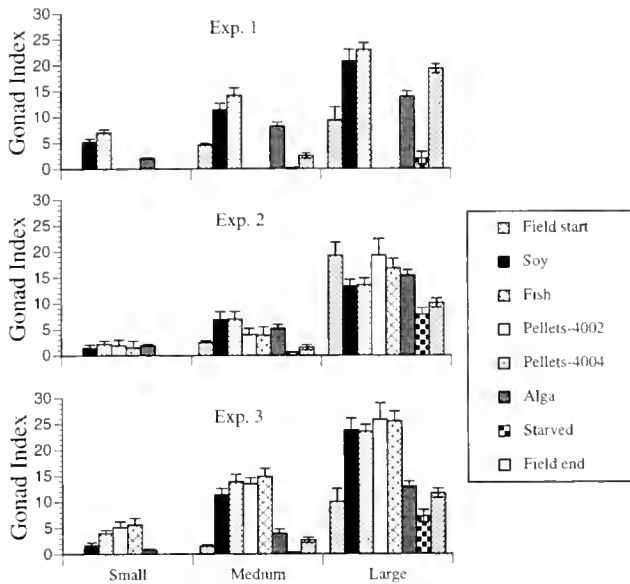 Exp. 1
Gonad Index
30
25
20
15
10
5
0
Exp. 2
Gonad Index
30
25
20
15
10
5
0
Exp. 3
Gonad Index
30
25
20
15
10
5
0
Small Medium Large
Field start
Soy
Fish
Pellets-4002
Pellets-4004
Alga
Starved
Field end